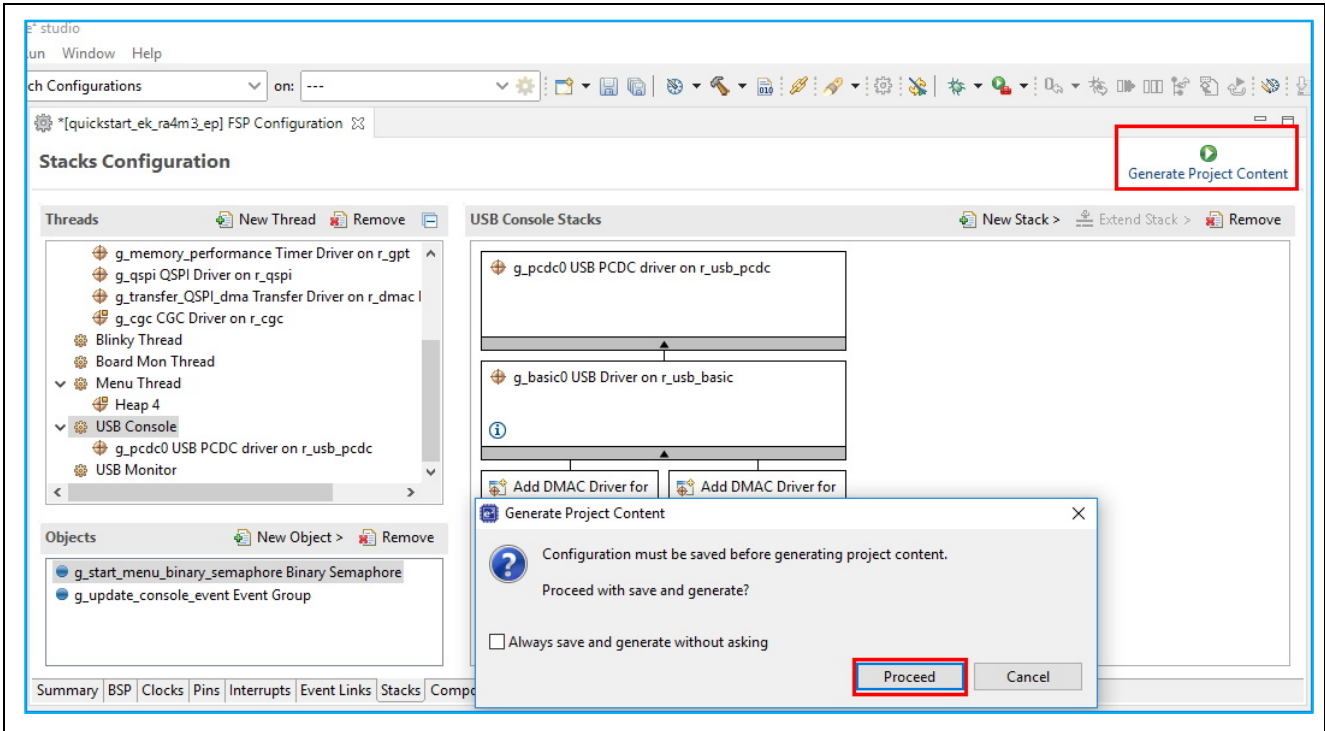 e² studio
un Window Help
ch Configurations on: ---
*[quickstart_ek_ra4m3_ep] FSP Configuration
Stacks Configuration
Generate Project Content
Threads New Thread Remove
g_memory_performance Timer Driver on r_gpt
g_qspi QSPI Driver on r_qspi
g_transfer_QSPI_dma Transfer Driver on r_dmac
g_cgc CGC Driver on r_cgc
Blinky Thread
Board Mon Thread
Menu Thread
Heap 4
USB Console
g_pcdc0 USB PCDC driver on r_usb_pcdc
USB Monitor
Objects New Object > Remove
g_start_menu_binary_semaphore Binary Semaphore
g_update_console_event Event Group
USB Console Stacks New Stack > Extend Stack > Remove
g_pcdc0 USB PCDC driver on r_usb_pcdc
g_basic0 USB Driver on r_usb_basic
Add DMAC Driver for Add DMAC Driver for
Generate Project Content
Configuration must be saved before generating project content.
Proceed with save and generate?
Always save and generate without asking
Proceed Cancel
Summary BSP Clocks Pins Interrupts Event Links Stacks Compo